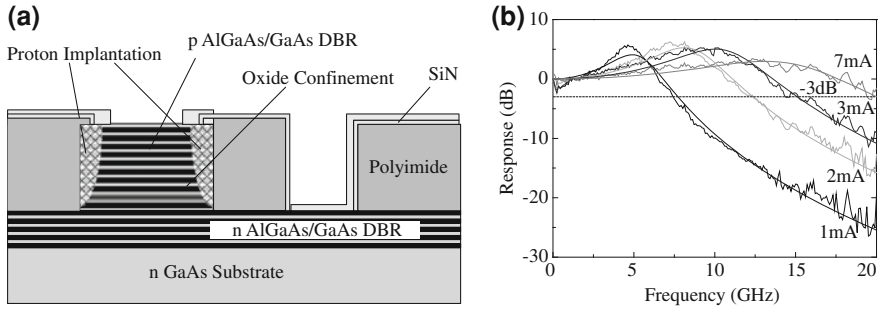 (a)
p AlGaAs/GaAs DBR
Proton Implantation
Oxide Confinement
SiN
Polyimide
n AlGaAs/GaAs DBR
n GaAs Substrate
(b)
10
0
-10
-20
-30
Response (dB)
7mA
-3dB
3mA
2mA
1mA
0
5
10
15
20
Frequency (GHz)